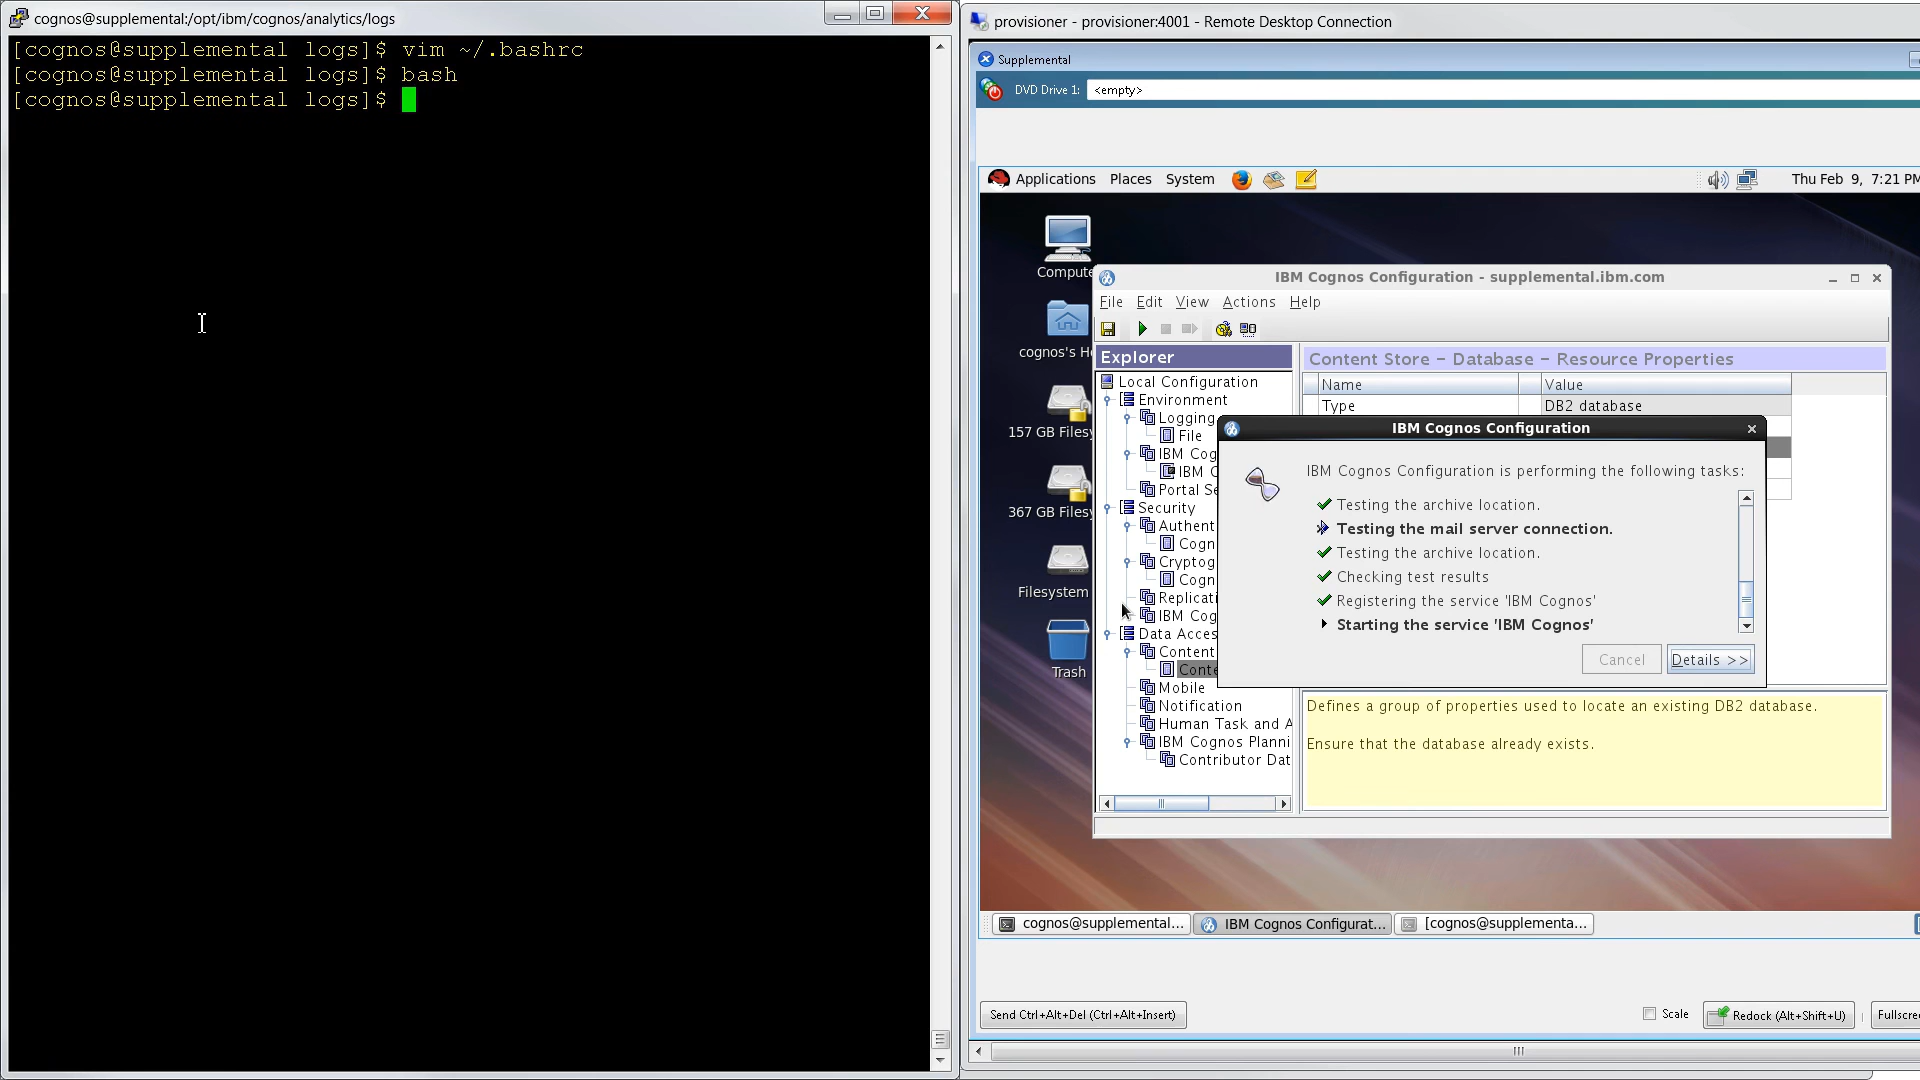 cognos@supplemental:/opt/ibm/cognos/analytics/logs
[cognos@supplemental logs]$ vim ~/.bashrc
[cognos@supplemental logs]$ bash
[cognos@supplemental logs]$
provisioner - provisioner:4001 - Remote Desktop Connection
Supplemental
DVD Drive 1: <empty>
Applications Places System Thu Feb 9, 7:21 PM
Compute
cognos's H
157 GB Filesy
367 GB Filesy
Filesystem
Trash
IBM Cognos Configuration - supplemental.ibm.com
File Edit View Actions Help
Explorer
Local Configuration
Environment
Logging
File
IBM Cog
IBM C
Portal Se
Security
Authent
Cogn
Cryptog
Cogn
Replicati
IBM Cog
Data Acces
Content
Conte
Mobile
Notification
Human Task and A
IBM Cognos Planni
Contributor Dat
Content Store - Database - Resource Properties
Name Value
Type DB2 database
IBM Cognos Configuration
IBM Cognos Configuration is performing the following tasks:
Testing the archive location.
Testing the mail server connection.
Testing the archive location.
Checking test results
Registering the service 'IBM Cognos'
Starting the service 'IBM Cognos'
Cancel Details >>
Defines a group of properties used to locate an existing DB2 database.
Ensure that the database already exists.
cognos@supplemental... IBM Cognos Configurat... [cognos@supplementa...
Send Ctrl+Alt+Del (Ctrl+Alt+Insert) Scale Redock (Alt+Shift+U) Fullscre